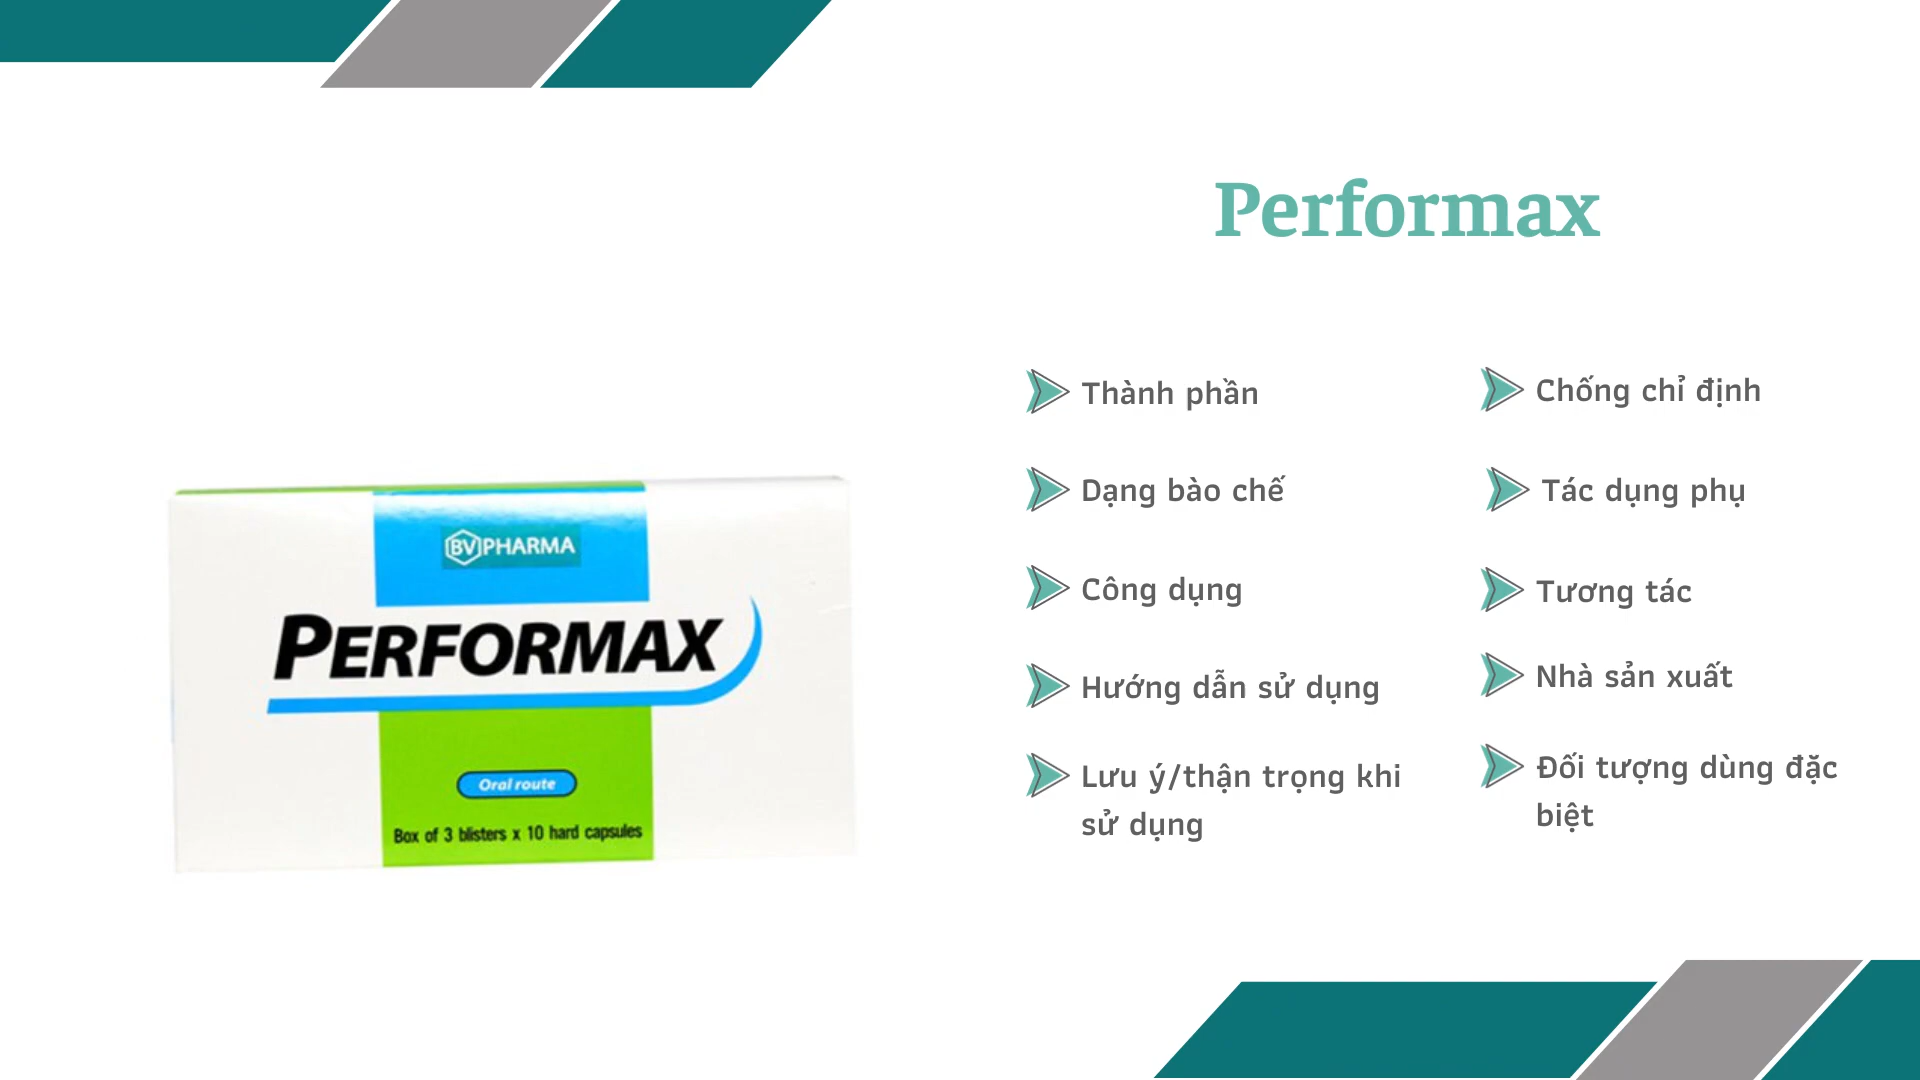 Performax
BV PHARMA
PERFORMAX
Oral route
Box of 3 blisters x 10 hard capsules
Thành phần
Dạng bào chế
Công dụng
Hướng dẫn sử dụng
Lưu ý/thận trọng khi
sử dụng
Chống chỉ định
Tác dụng phụ
Tương tác
Nhà sản xuất
Đối tượng dùng đặc
biệt